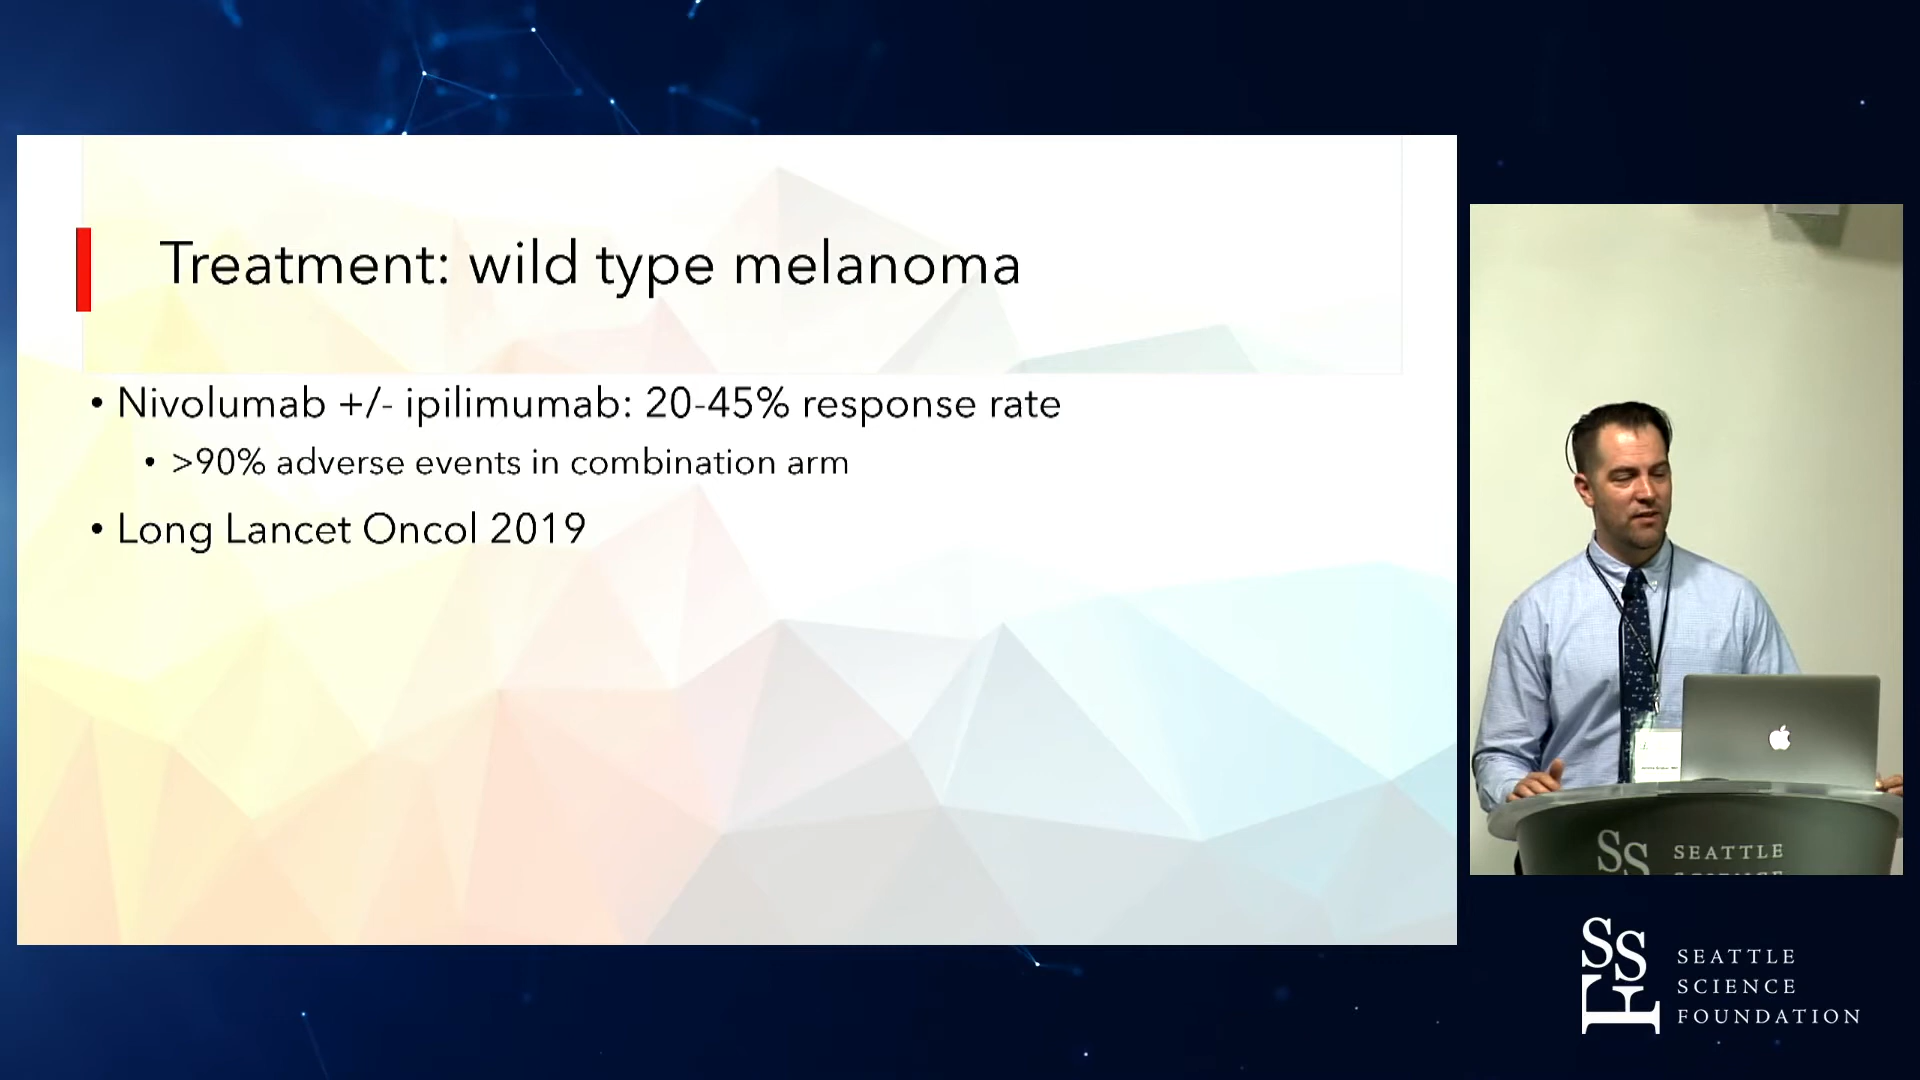 Treatment: wild type melanoma
• Nivolumab +/- ipilimumab: 20-45% response rate
• >90% adverse events in combination arm
• Long Lancet Oncol 2019
SS
SEATTLE
SSF
SEATTLE
SCIENCE
FOUNDATION